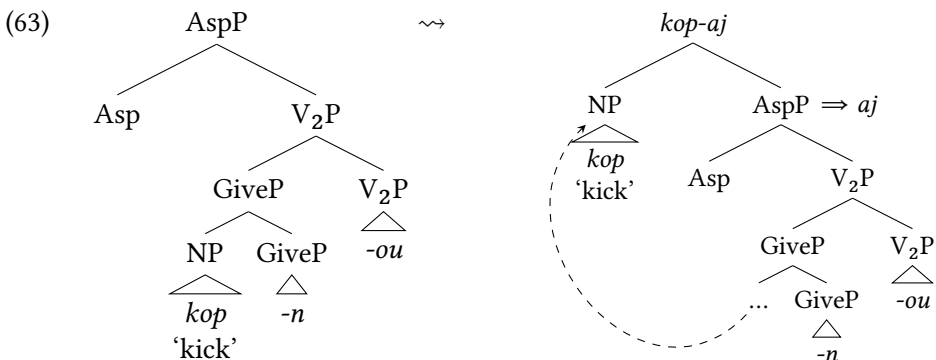 (63) AspP ⇝ kop-aj
Asp V₂P NP AspP ⟹ aj
kop
GiveP V₂P ‘kick’ Asp V₂P
-ou
NP GiveP GiveP V₂P
kop -n ... GiveP -ou
‘kick’ -n